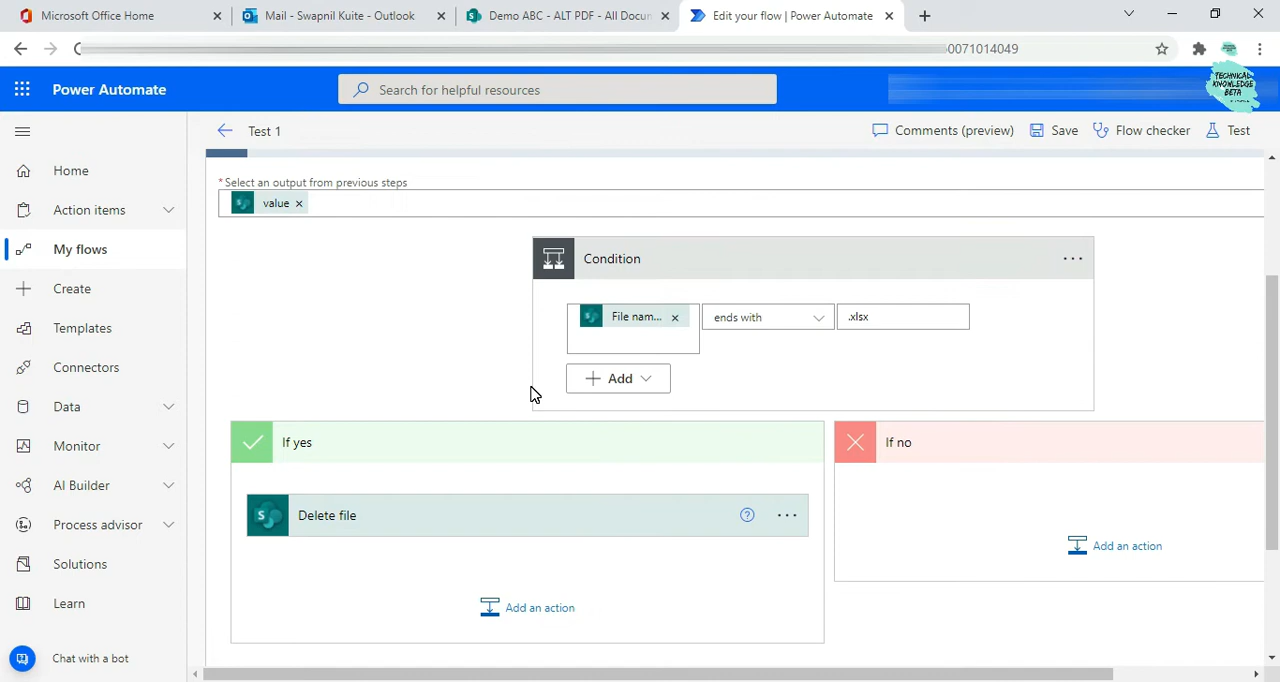 Microsoft Office Home
Mail - Swapnil Kuite - Outlook
Demo ABC - ALT PDF - All Docun
Edit your flow | Power Automate
0071014049
Power Automate
Search for helpful resources
TECHNICAL
KNOWLEDGE
BETA
Test 1
Comments (preview)
Save
Flow checker
Test
Home
Action items
My flows
Create
Templates
Connectors
Data
Monitor
AI Builder
Process advisor
Solutions
Learn
Chat with a bot
*Select an output from previous steps
value
Condition
File nam...
ends with
.xlsx
Add
If yes
Delete file
Add an action
If no
Add an action